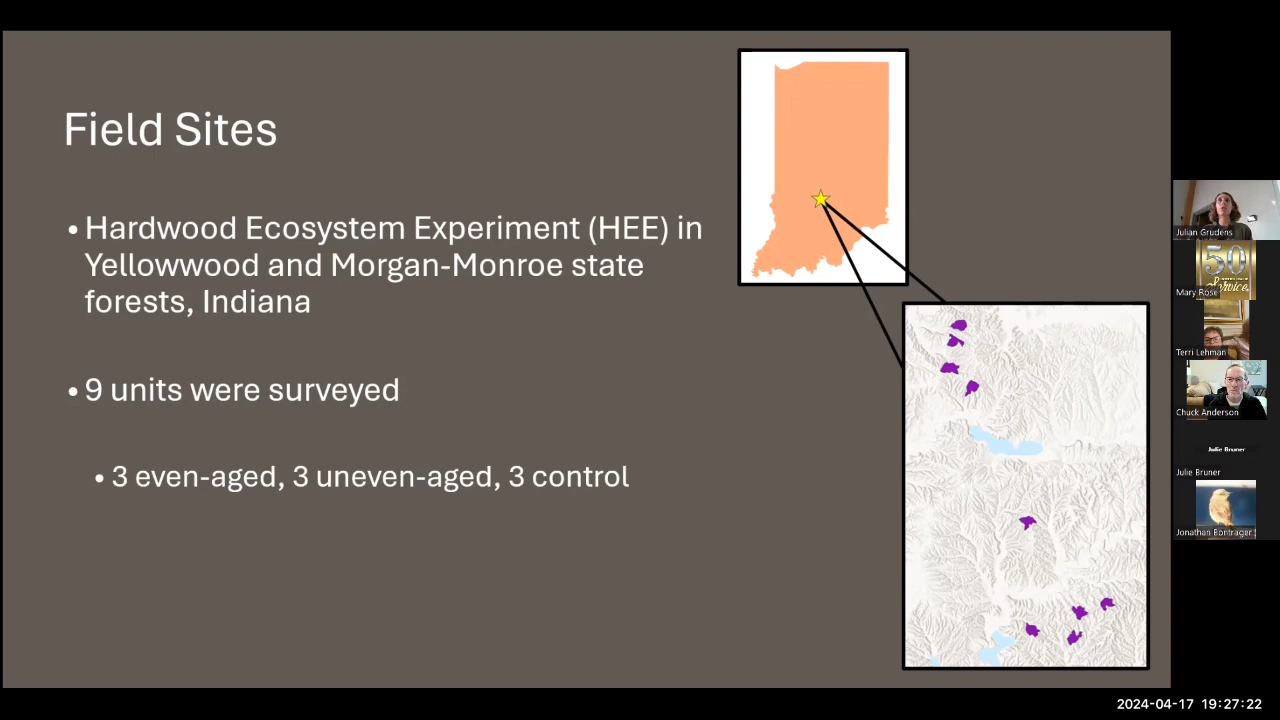 Field Sites
• Hardwood Ecosystem Experiment (HEE) in
Yellowwood and Morgan-Monroe state
forests, Indiana
• 9 units were surveyed
• 3 even-aged, 3 uneven-aged, 3 control
Julian Grudens
50
Service
Mary Rose
Terri Lehman
Chuck Anderson
Julie Bruner
Julie Bruner
Jonathan Bontrager
2024-04-17 19:27:22